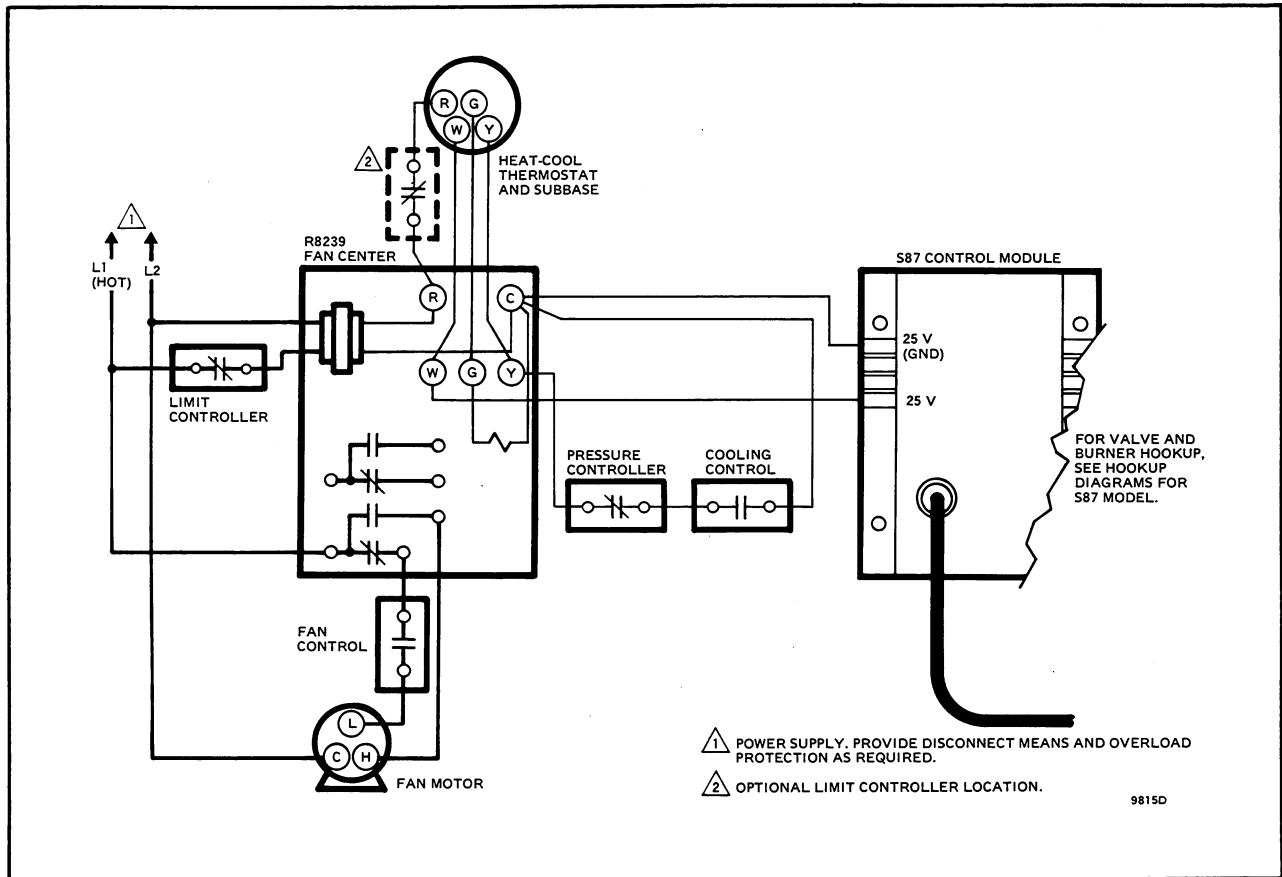 R
G
W
Y
2
HEAT-COOL
THERMOSTAT
AND SUBBASE
1
L1
(HOT)
L2
R8239
FAN CENTER
R
C
W
G
Y
LIMIT
CONTROLLER
S87 CONTROL MODULE
25 V
(GND)
25 V
FOR VALVE AND
BURNER HOOKUP,
SEE HOOKUP
DIAGRAMS FOR
S87 MODEL.
PRESSURE
CONTROLLER
COOLING
CONTROL
FAN
CONTROL
L
C
H
FAN MOTOR
1 POWER SUPPLY. PROVIDE DISCONNECT MEANS AND OVERLOAD
PROTECTION AS REQUIRED.
2 OPTIONAL LIMIT CONTROLLER LOCATION.
9815D